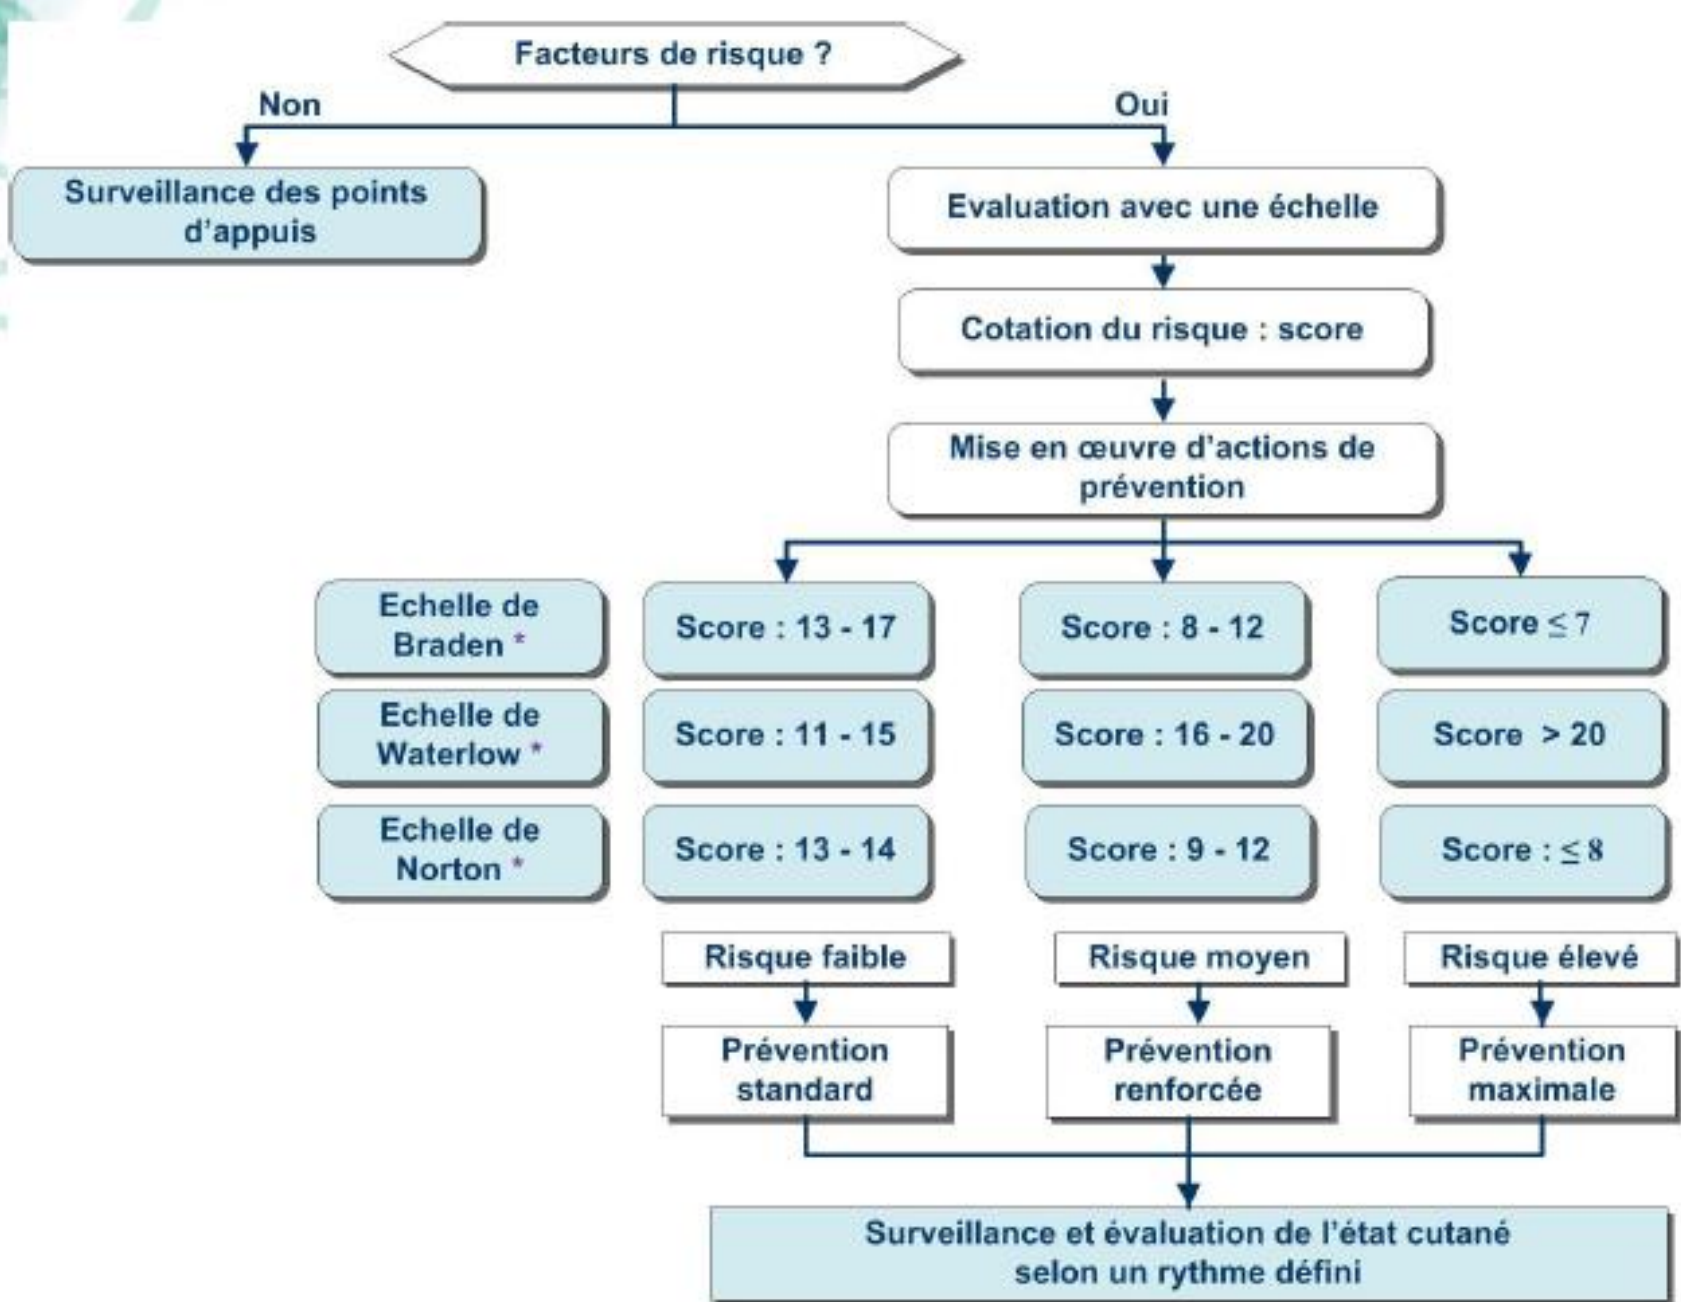 Facteurs de risque ?
Non
Oui
Surveillance des points
d'appuis
Evaluation avec une échelle
Cotation du risque : score
Mise en œuvre d'actions de
prévention
Echelle de
Braden *
Score : 13 - 17
Score : 8 - 12
Score ≤ 7
Echelle de
Waterlow *
Score : 11 - 15
Score : 16 - 20
Score > 20
Echelle de
Norton *
Score : 13 - 14
Score : 9 - 12
Score : ≤ 8
Risque faible
Risque moyen
Risque élevé
Prévention
standard
Prévention
renforcée
Prévention
maximale
Surveillance et évaluation de l'état cutané
selon un rythme défini